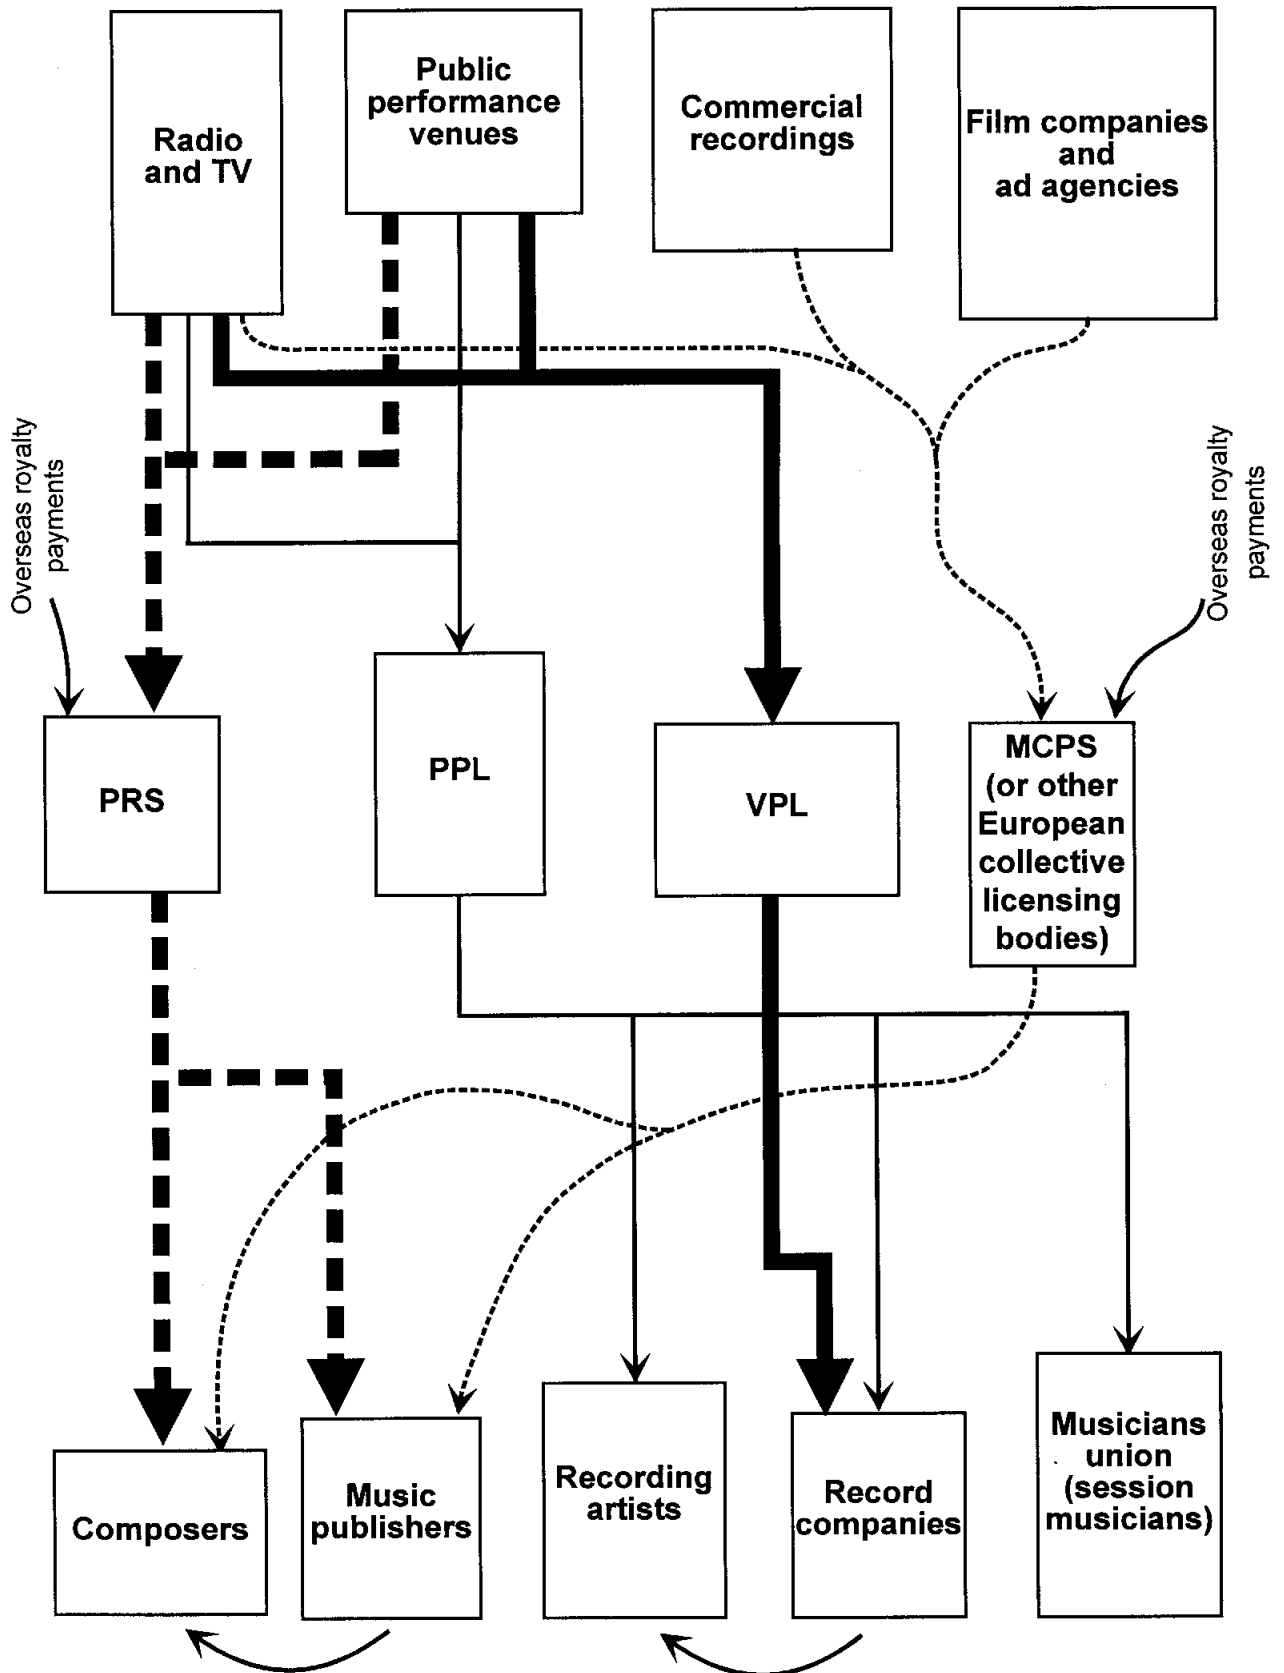 Radio
and TV
Public
performance
venues
Commercial
recordings
Film companies
and
ad agencies
Overseas royalty
payments
Overseas royalty
payments
PRS
PPL
VPL
MCPS
(or other
European
collective
licensing
bodies)
Composers
Music
publishers
Recording
artists
Record
companies
Musicians
union
(session
musicians)